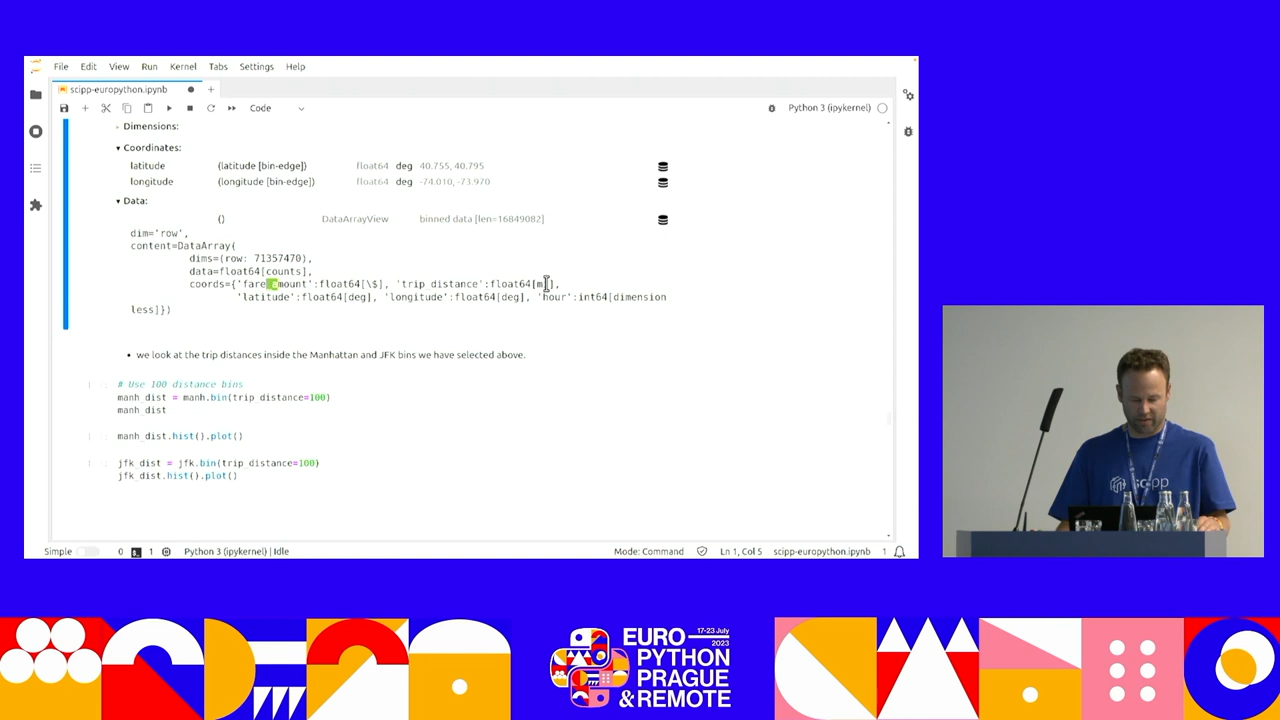 File Edit View Run Kernel Tabs Settings Help
scipp-europython.ipynb
Code
Python 3 (ipykernel)
Dimensions:
Coordinates:
latitude (latitude [bin-edge]) float64 deg 40.755, 40.795
longitude (longitude [bin-edge]) float64 deg -74.010, -73.970
Data:
() DataArrayView binned data [len=16849082]
dim='row',
content=DataArray(
dims=(row: 71357470),
data=float64[counts],
coords={'fare_amount':float64[\$], 'trip_distance':float64[m
'latitude':float64[deg], 'longitude':float64[deg], 'hour':int64[dimension
less]})
• we look at the trip distances inside the Manhattan and JFK bins we have selected above.
[ ]: # Use 100 distance bins
manh_dist = manh.bin(trip_distance=100)
manh_dist
[ ]: manh_dist.hist().plot()
[ ]: jfk_dist = jfk.bin(trip_distance=100)
jfk_dist.hist().plot()
Simple 0 1 Python 3 (ipykernel) | Idle Mode: Command Ln 1, Col 5 scipp-europython.ipynb 1
scipp
EURO 17-23 July
2023
PYTHON
PRAGUE
& REMOTE